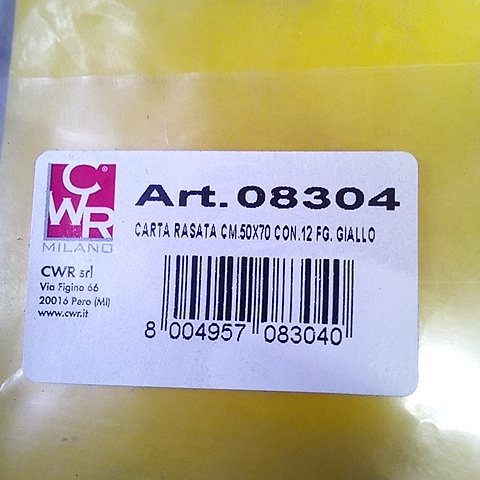 CWR®
MILANO
Art. 08304
CARTA RASATA CM.50X70 CON.12 FG. GIALLO
CWR srl
Via Figino 66
20016 Pero (MI)
www.cwr.it
8 004957 083040